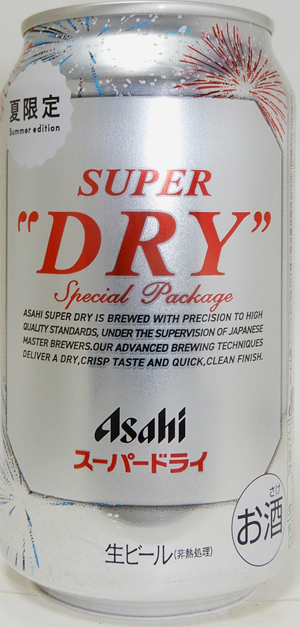 夏限定
Summer edition
SUPER
“DRY”
Special Package
ASAHI SUPER DRY IS BREWED WITH PRECISION TO HIGH
QUALITY STANDARDS, UNDER THE SUPERVISION OF JAPANESE
MASTER BREWERS.OUR ADVANCED BREWING TECHNIQUES
DELIVER A DRY,CRISP TASTE AND QUICK,CLEAN FINISH.
Asahi
スーパードライ
さけ
お酒
生ビール(非熱処理)